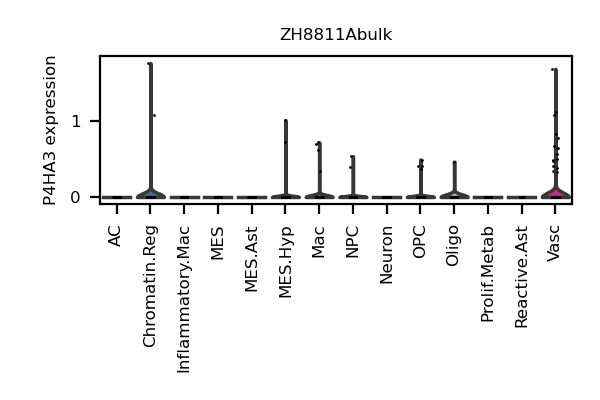 ZH8811Abulk
P4HA3 expression
1
0
AC
Chromatin.Reg
Inflammatory.Mac
MES
MES.Ast
MES.Hyp
Mac
NPC
Neuron
OPC
Oligo
Prolif.Metab
Reactive.Ast
Vasc